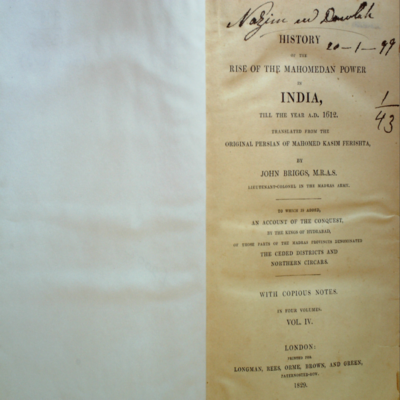 Nazim ud Dowlah
20-1-99
HISTORY
OF THE
RISE OF THE MAHOMEDAN POWER
IN
INDIA,
TILL THE YEAR A.D. 1612.
1/43
TRANSLATED FROM THE
ORIGINAL PERSIAN OF MAHOMED KASIM FERISHTA,
BY
JOHN BRIGGS, M.R.A.S.
LIEUTENANT-COLONEL IN THE MADRAS ARMY.
TO WHICH IS ADDED,
AN ACCOUNT OF THE CONQUEST,
BY THE KINGS OF HYDRABAD,
OF THOSE PARTS OF THE MADRAS PROVINCES DENOMINATED
THE CEDED DISTRICTS AND
NORTHERN CIRCARS.
WITH COPIOUS NOTES.
IN FOUR VOLUMES.
VOL. IV.
LONDON:
PRINTED FOR
LONGMAN, REES, ORME, BROWN, AND GREEN,
PATERNOSTER-ROW.
1829.